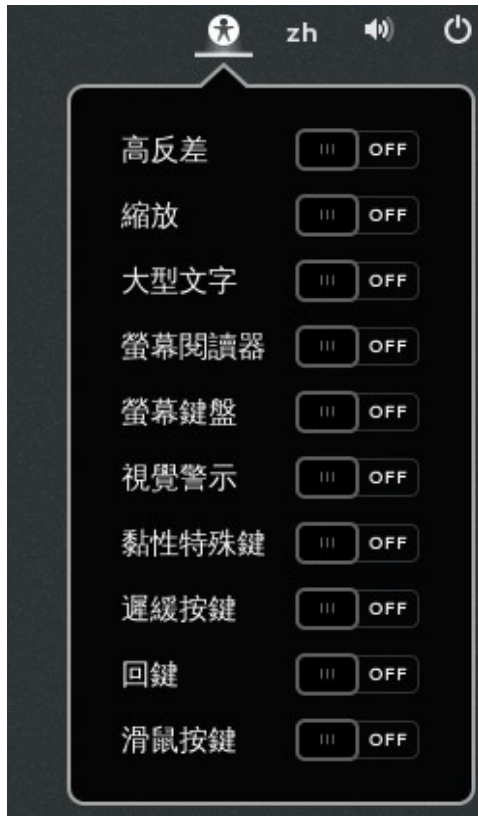 zh
高反差 OFF
縮放 OFF
大型文字 OFF
螢幕閱讀器 OFF
螢幕鍵盤 OFF
視覺警示 OFF
黏性特殊鍵 OFF
遲緩按鍵 OFF
回鍵 OFF
滑鼠按鍵 OFF